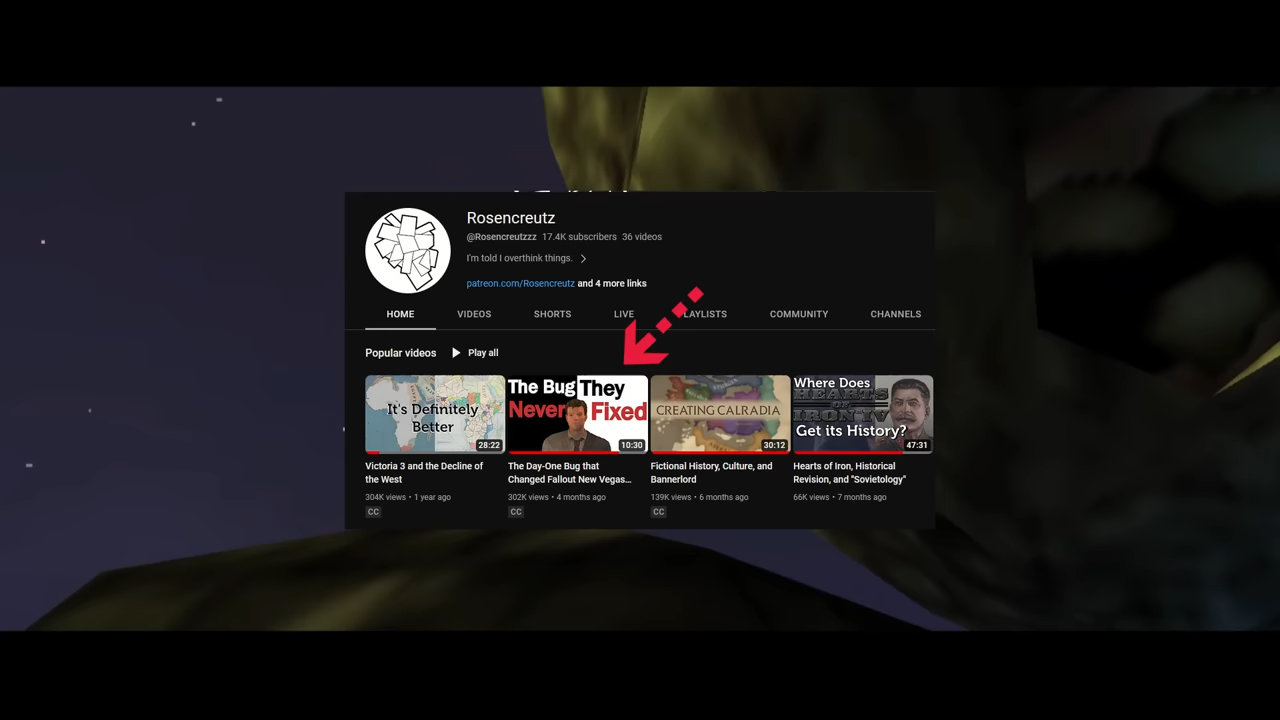 Rosencreutz
@Rosencreutzzz 17.4K subscribers 36 videos
I'm told I overthink things.
patreon.com/Rosencreutz and 4 more links
HOME VIDEOS SHORTS LIVE PLAYLISTS COMMUNITY CHANNELS
Popular videos Play all
It's Definitely
Better
28:22
The Bug They
Never Fixed
10:30
CREATING CALRADIA
30:12
Where Does
HEARTS
OF
IRON IV
Get its History?
47:31
Victoria 3 and the Decline of
the West
304K views • 1 year ago
CC
The Day-One Bug that
Changed Fallout New Vegas...
302K views • 4 months ago
CC
Fictional History, Culture, and
Bannerlord
139K views • 6 months ago
CC
Hearts of Iron, Historical
Revision, and "Sovietology"
66K views • 7 months ago